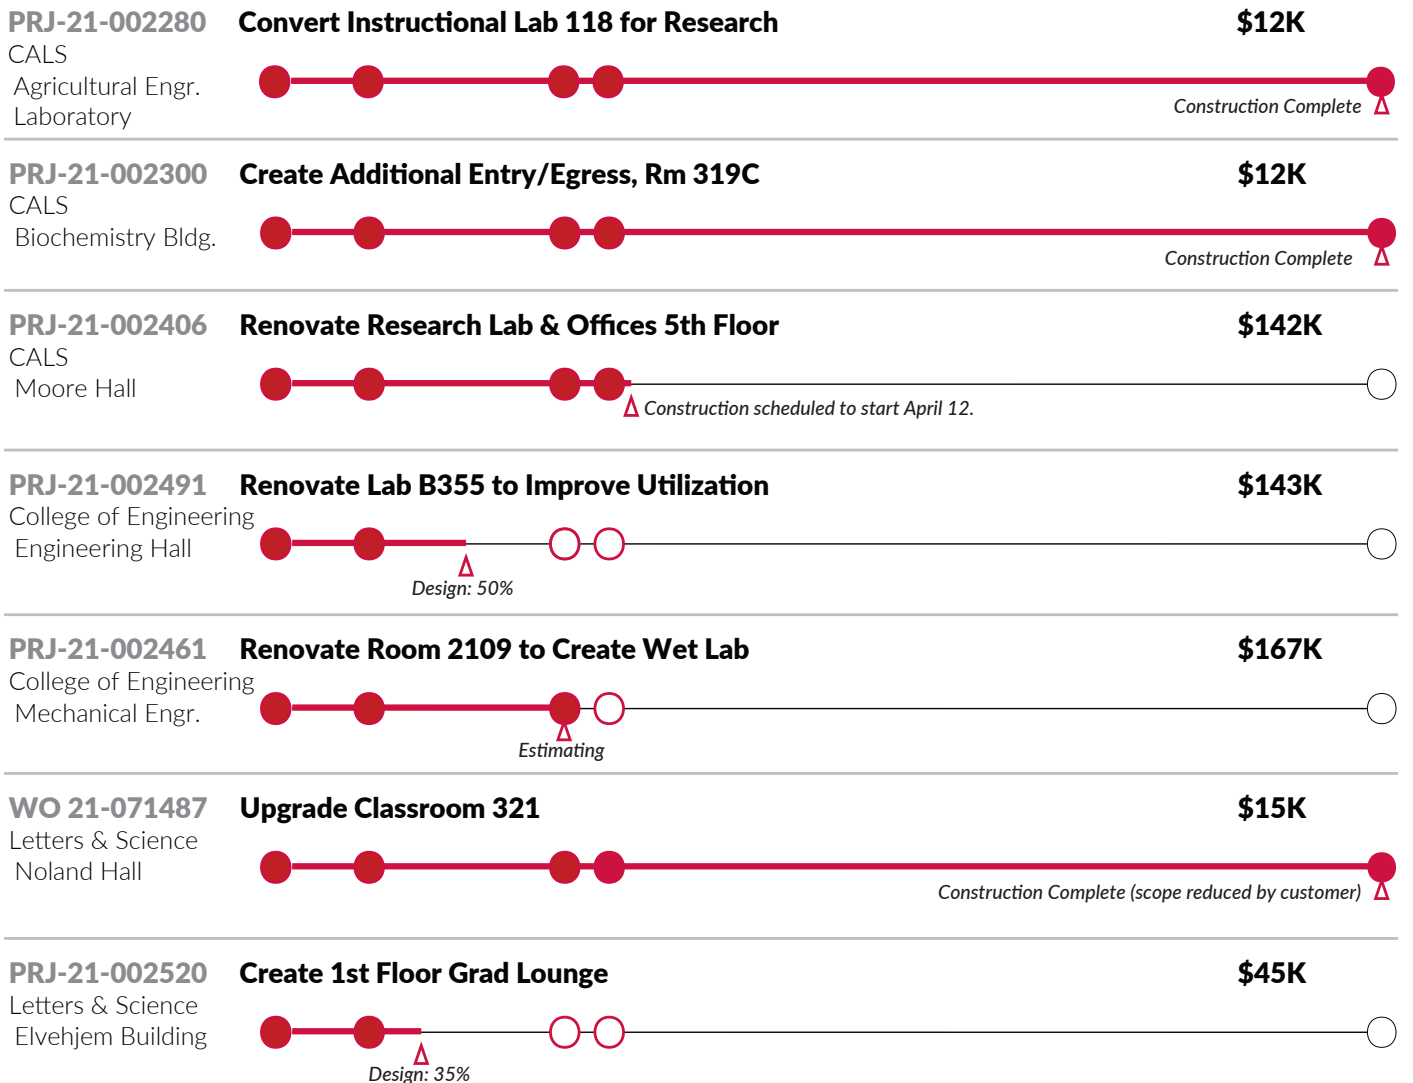 PRJ-21-002280 Convert Instructional Lab 118 for Research $12K
CALS
Agricultural Engr.
Laboratory
Construction Complete
PRJ-21-002300 Create Additional Entry/Egress, Rm 319C $12K
CALS
Biochemistry Bldg.
Construction Complete
PRJ-21-002406 Renovate Research Lab & Offices 5th Floor $142K
CALS
Moore Hall
Construction scheduled to start April 12.
PRJ-21-002491 Renovate Lab B355 to Improve Utilization $143K
College of Engineering
Engineering Hall
Design: 50%
PRJ-21-002461 Renovate Room 2109 to Create Wet Lab $167K
College of Engineering
Mechanical Engr.
Estimating
WO 21-071487 Upgrade Classroom 321 $15K
Letters & Science
Noland Hall
Construction Complete (scope reduced by customer)
PRJ-21-002520 Create 1st Floor Grad Lounge $45K
Letters & Science
Elvehjem Building
Design: 35%